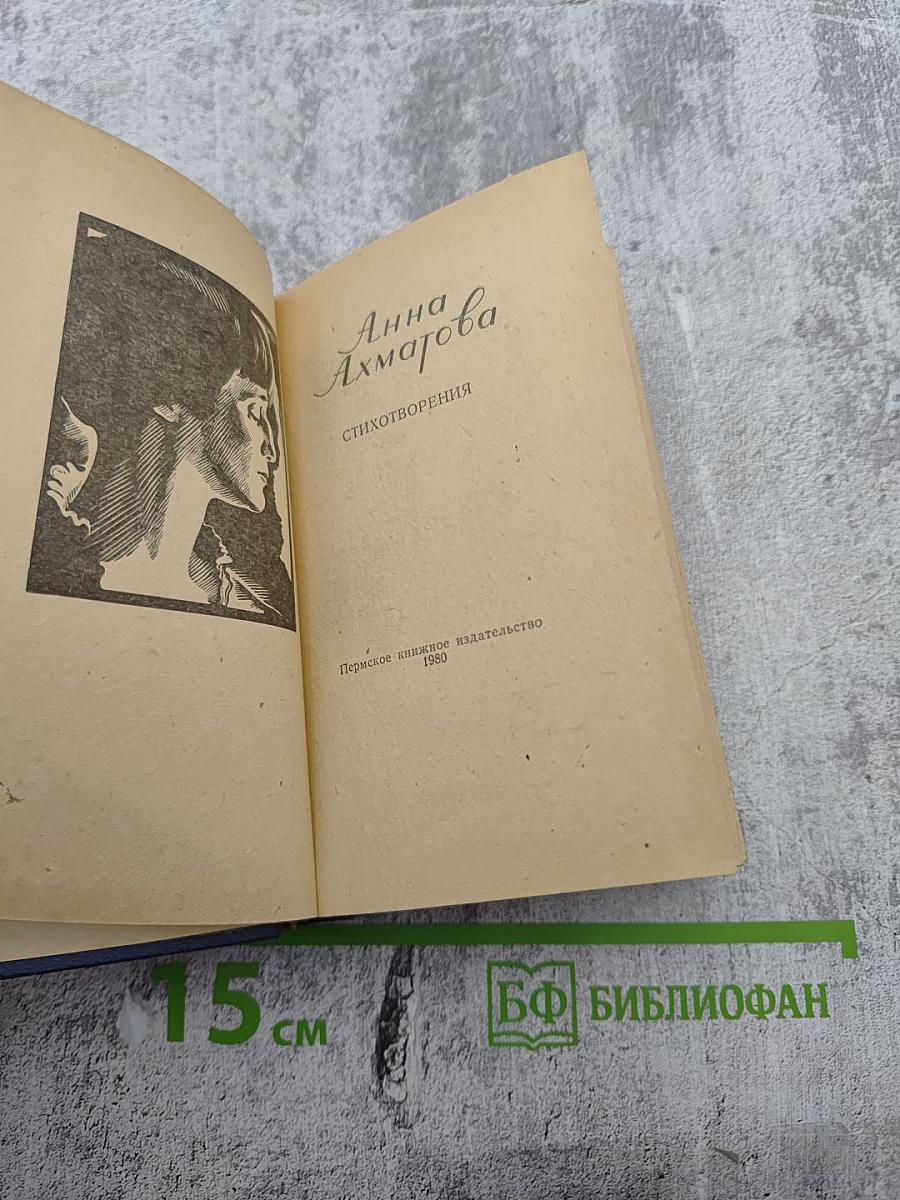 Анна
Ахматова
СТИХОТВОРЕНИЯ
Пермское книжное издательство
1980
15 см
БФ БИБЛИОФАН